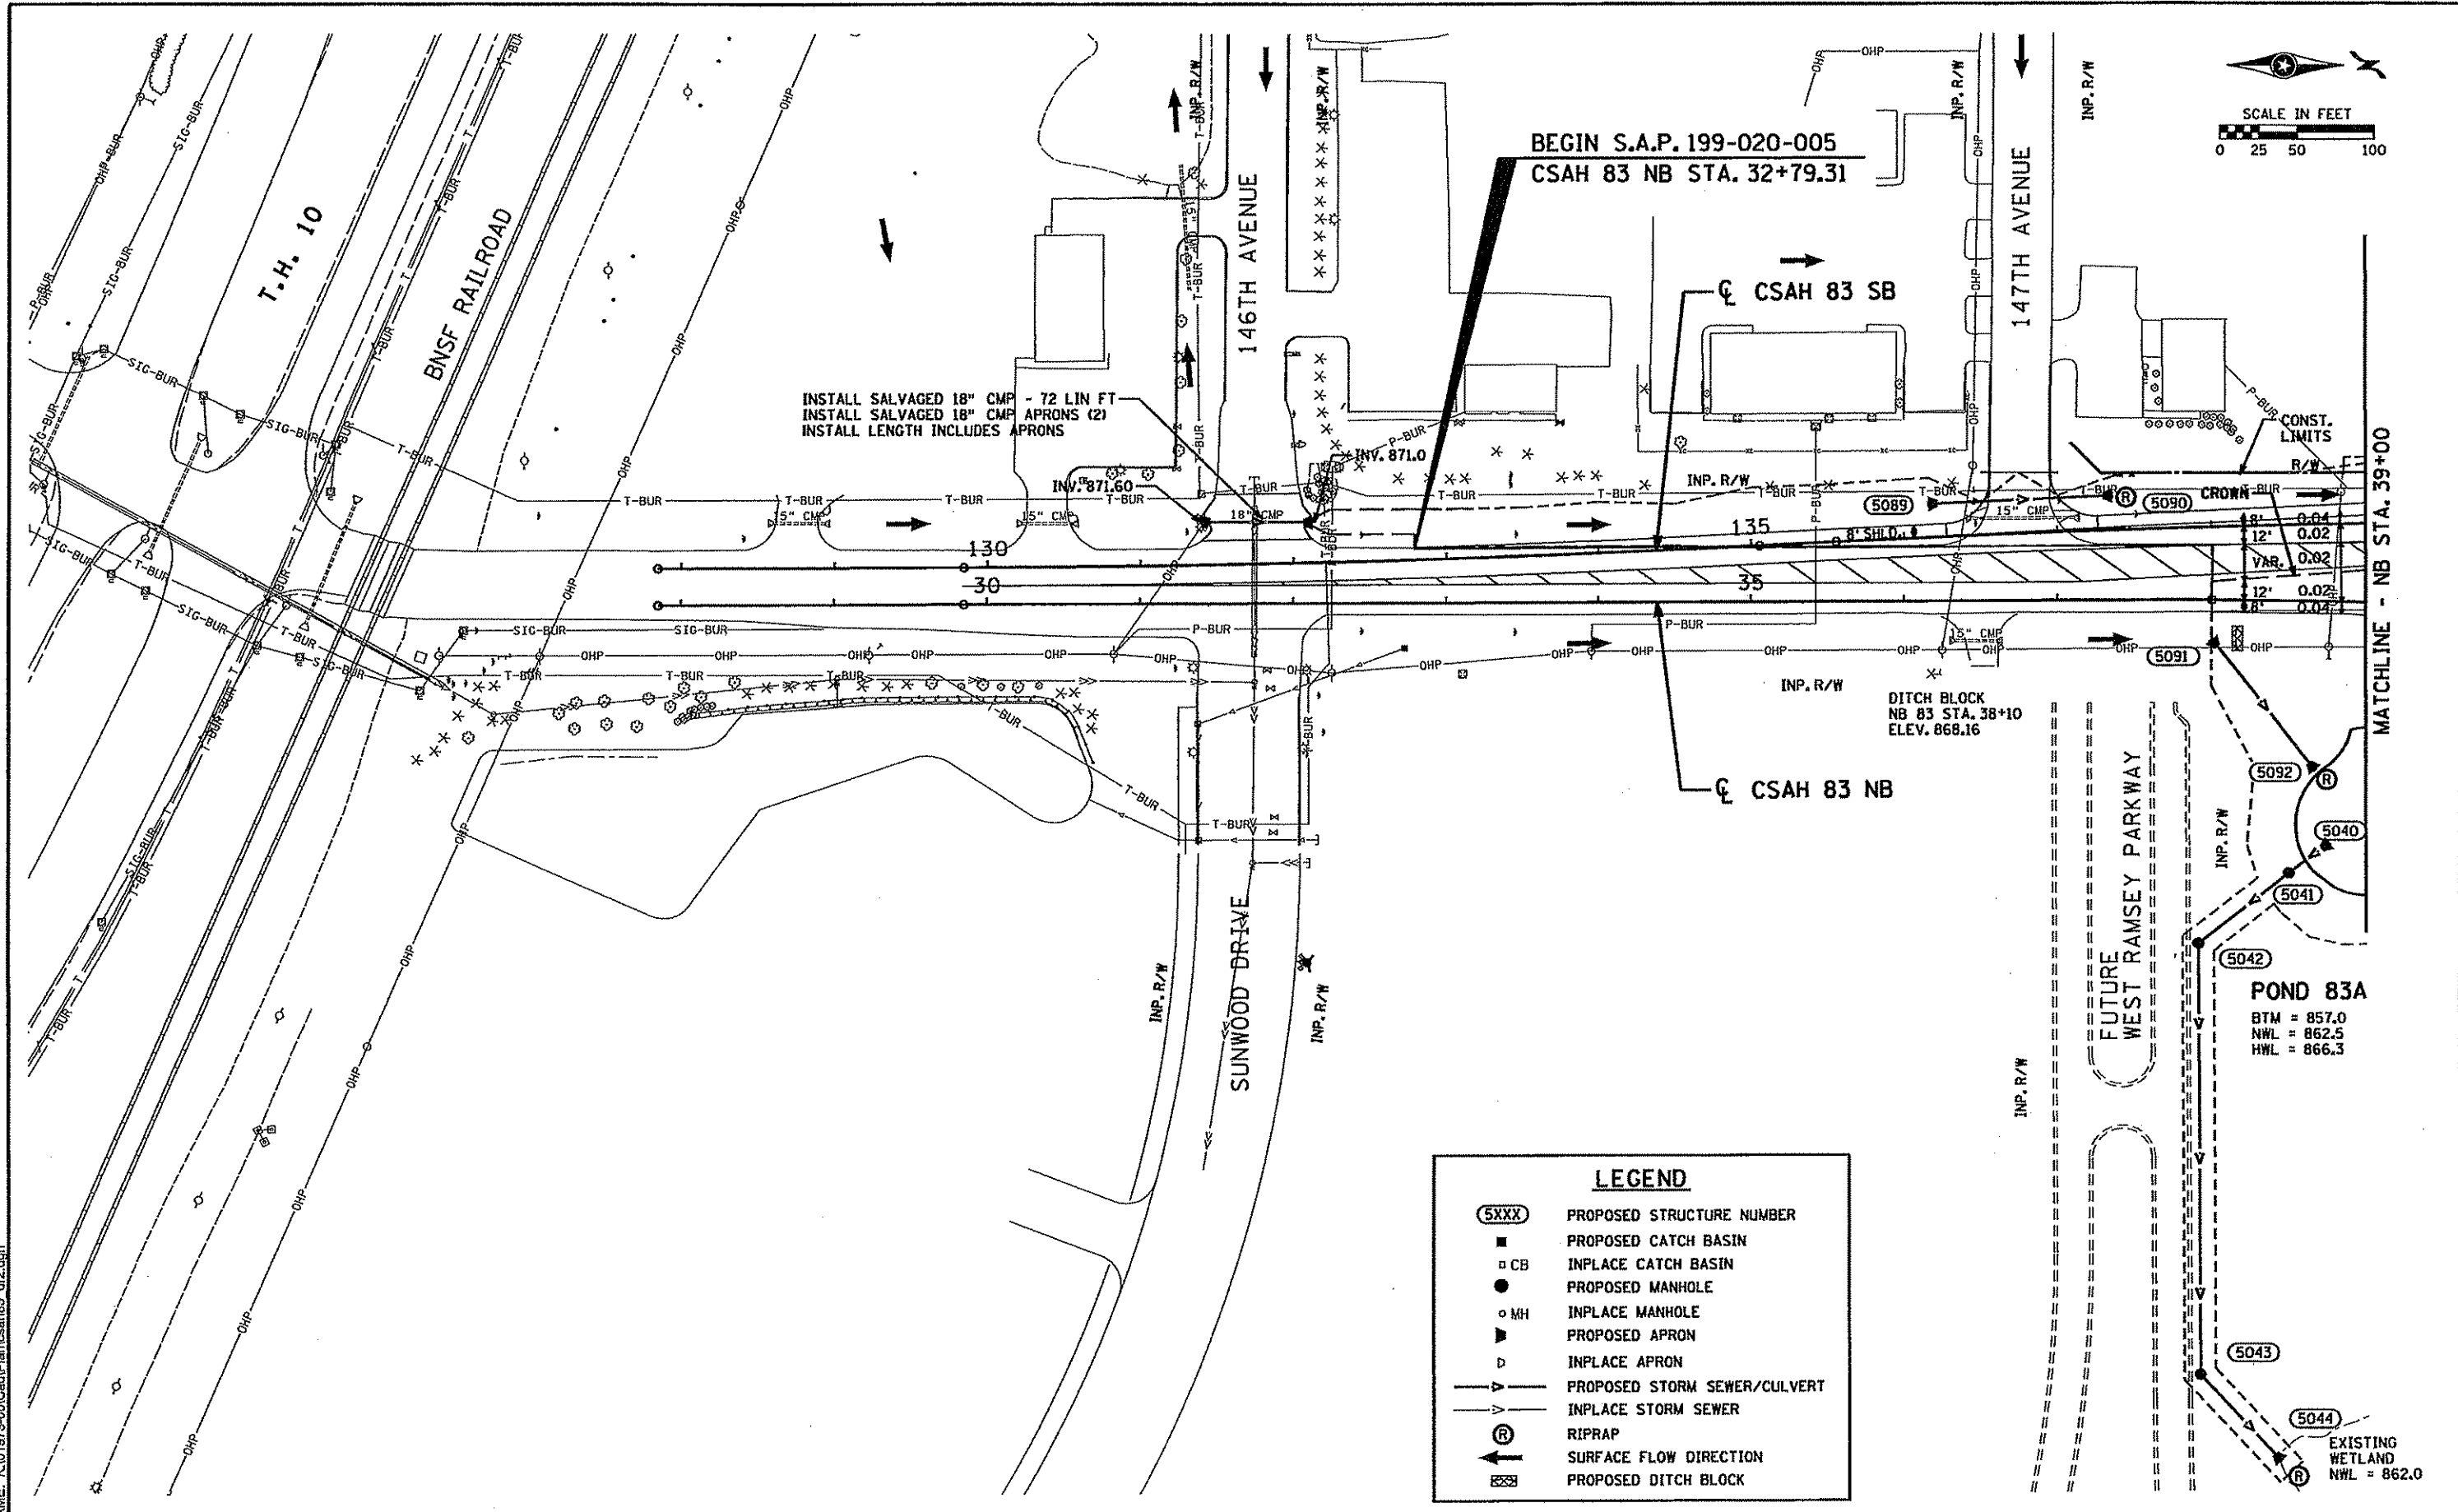 SCALE IN FEET
0 25 50 100
BEGIN S.A.P. 199-020-005
CSAH 83 NB STA. 32+79.31
T.H. 10
BNSF RAILROAD
146TH AVENUE
147TH AVENUE
INP. R/W
INP. R/W
INP. R/W
INP. R/W
℄ CSAH 83 SB
INSTALL SALVAGED 18" CMP - 72 LIN FT
INSTALL SALVAGED 18" CMP APRONS (2)
INSTALL LENGTH INCLUDES APRONS
INV. 871.60
INV. 871.0
15" CMP
15" CMP
15" CMP
18" CMP
15" CMP
15" CMP
INP. R/W
CONST.
LIMITS
R/W
CROWN
5089
5090
R
130
135
8' SHLD.
30
35
8' 0.04
12' 0.02
VAR. 0.02
12' 0.02
8' 0.04
MATCHLINE - NB STA. 39+00
OHP
OHP-BUR
SIG-BUR
T-BUR
P-BUR
INP. R/W
DITCH BLOCK
NB 83 STA. 38+10
ELEV. 868.16
℄ CSAH 83 NB
5091
5092
R
5040
5041
5042
INP. R/W
FUTURE
WEST RAMSEY PARKWAY
POND 83A
BTM = 857.0
NWL = 862.5
HWL = 866.3
SUNWOOD DRIVE
INP. R/W
INP. R/W
INP. R/W
5043
5044
EXISTING
WETLAND
NWL = 862.0
R
LEGEND
5XXX PROPOSED STRUCTURE NUMBER
PROPOSED CATCH BASIN
CB INPLACE CATCH BASIN
PROPOSED MANHOLE
MH INPLACE MANHOLE
PROPOSED APRON
INPLACE APRON
PROPOSED STORM SEWER/CULVERT
INPLACE STORM SEWER
R RIPRAP
SURFACE FLOW DIRECTION
PROPOSED DITCH BLOCK